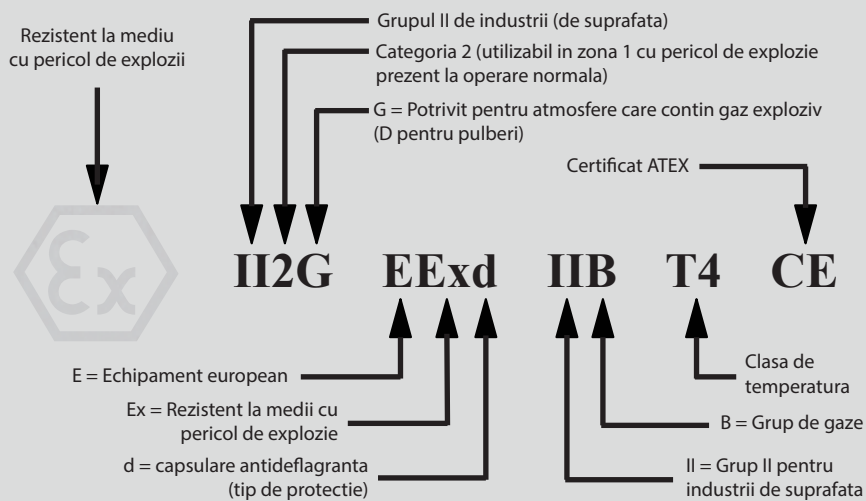 Rezistent la mediu
cu pericol de explozii
Grupul II de industrii (de suprafata)
Categoria 2 (utilizabil in zona 1 cu pericol de explozie
prezent la operare normala)
G = Potrivit pentru atmosfere care contin gaz exploziv
(D pentru pulberi)
Certificat ATEX
Ex
II2G EExd IIB T4 CE
E = Echipament european
Ex = Rezistent la medii cu
pericol de explozie
d = capsulare antideflagranta
(tip de protectie)
Clasa de
temperatura
B = Grup de gaze
II = Grup II pentru
industrii de suprafata